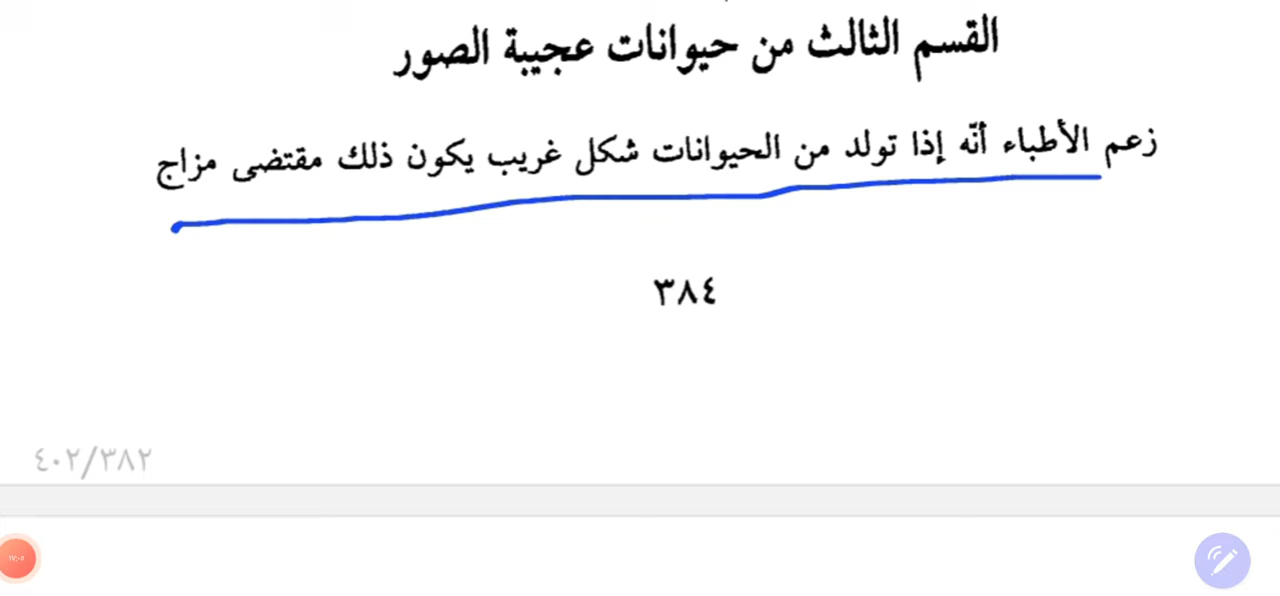 القسم الثالث من حيوانات عجيبة الصور
زعم الأطباء أنّه إذا تولد من الحيوانات شكل غريب يكون ذلك مقتضى مزاج
٣٨٤
٤٠٢/٣٨٢